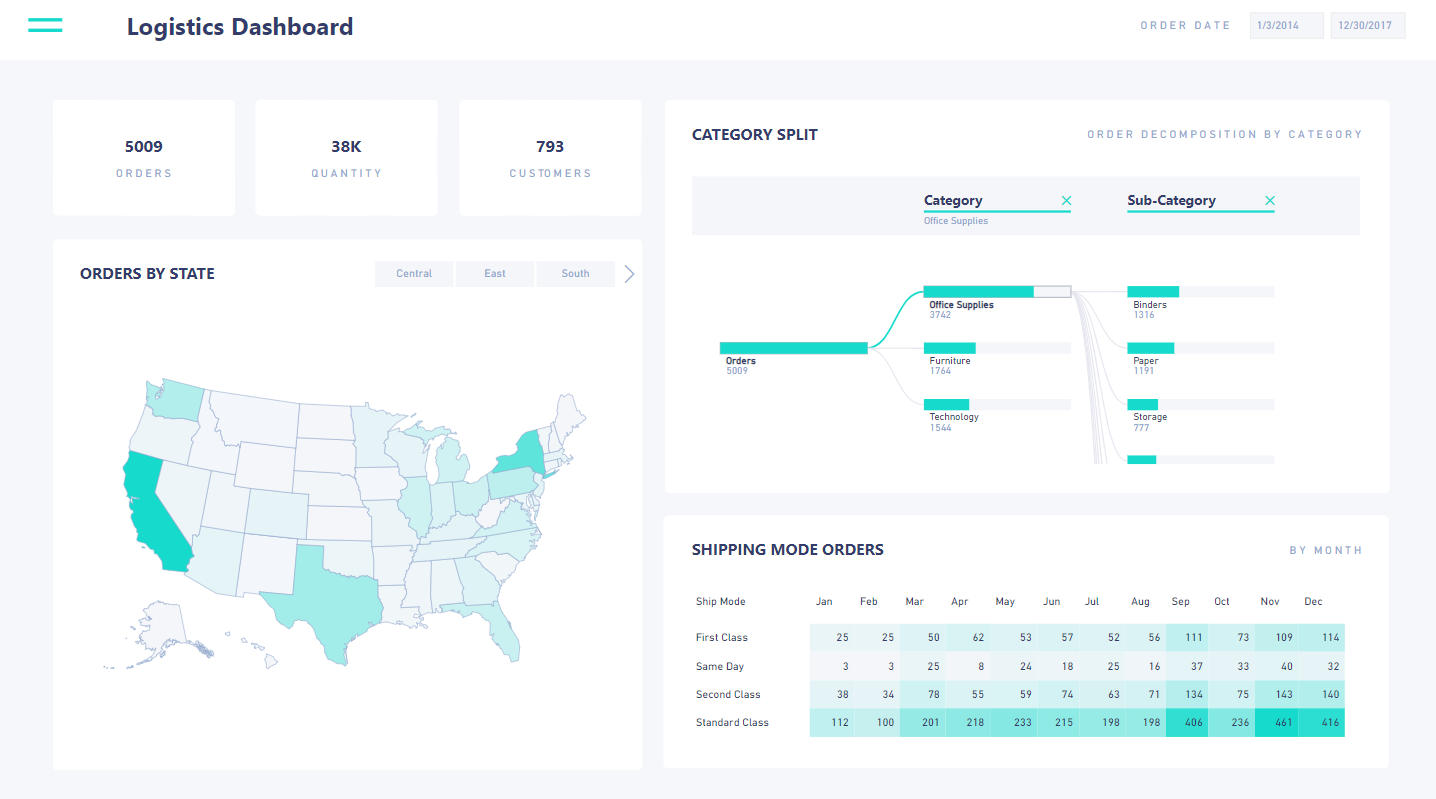 Logistics Dashboard
ORDER DATE 1/3/2014 12/30/2017
5009
ORDERS
38K
QUANTITY
793
CUSTOMERS
ORDERS BY STATE
Central East South
CATEGORY SPLIT
ORDER DECOMPOSITION BY CATEGORY
Category
Office Supplies
Sub-Category
Orders
5009
Office Supplies
3742
Furniture
1764
Technology
1544
Binders
1316
Paper
1191
Storage
777
SHIPPING MODE ORDERS
BY MONTH
Ship Mode Jan Feb Mar Apr May Jun Jul Aug Sep Oct Nov Dec
First Class 25 25 50 62 53 57 52 56 111 73 109 114
Same Day 3 3 25 8 24 18 25 16 37 33 40 32
Second Class 38 34 78 55 59 74 63 71 134 75 143 140
Standard Class 112 100 201 218 233 215 198 198 406 236 461 416